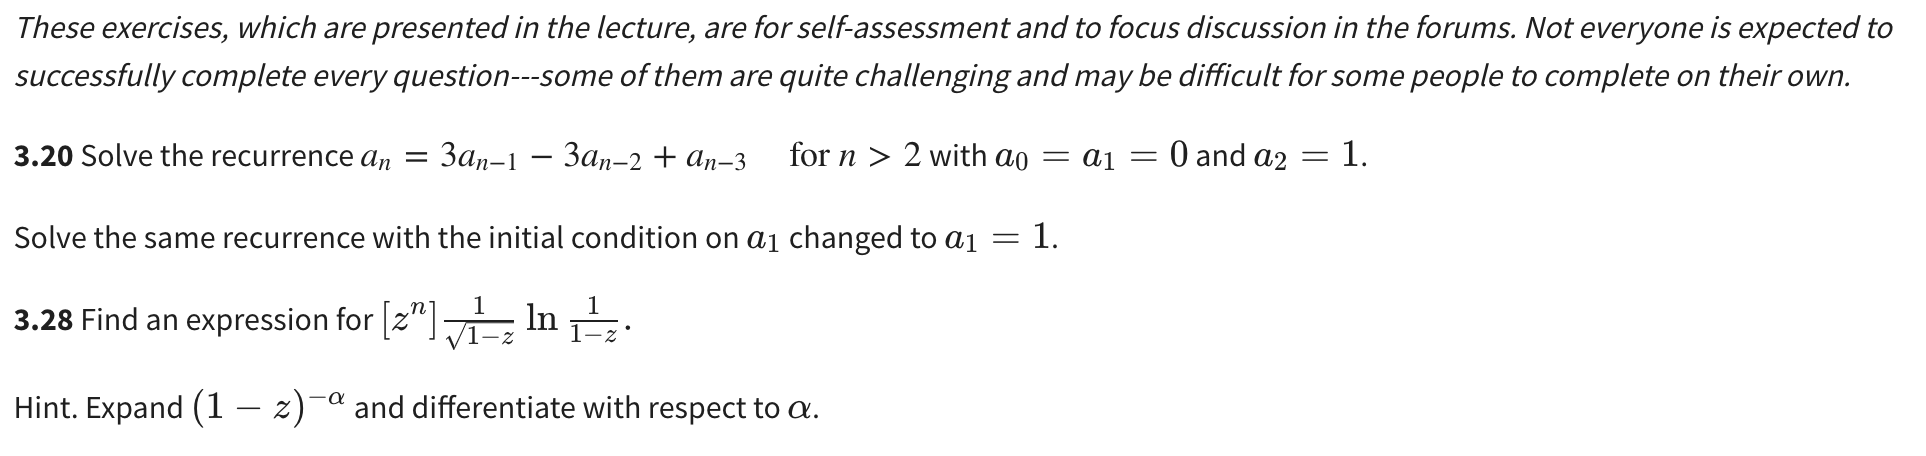 These exercises, which are presented in the lecture, are for self-assessment and to focus discussion in the forums. Not everyone is expected to
successfully complete every question---some of them are quite challenging and may be difficult for some people to complete on their own.
3.20 Solve the recurrence $a_n = 3a_{n-1} - 3a_{n-2} + a_{n-3}$ for $n > 2$ with $a_0 = a_1 = 0$ and $a_2 = 1$.
Solve the same recurrence with the initial condition on $a_1$ changed to $a_1 = 1$.
3.28 Find an expression for $[z^n] \frac{1}{\sqrt{1-z}} \ln \frac{1}{1-z}$.
Hint. Expand $(1 - z)^{-\alpha}$ and differentiate with respect to $\alpha$.